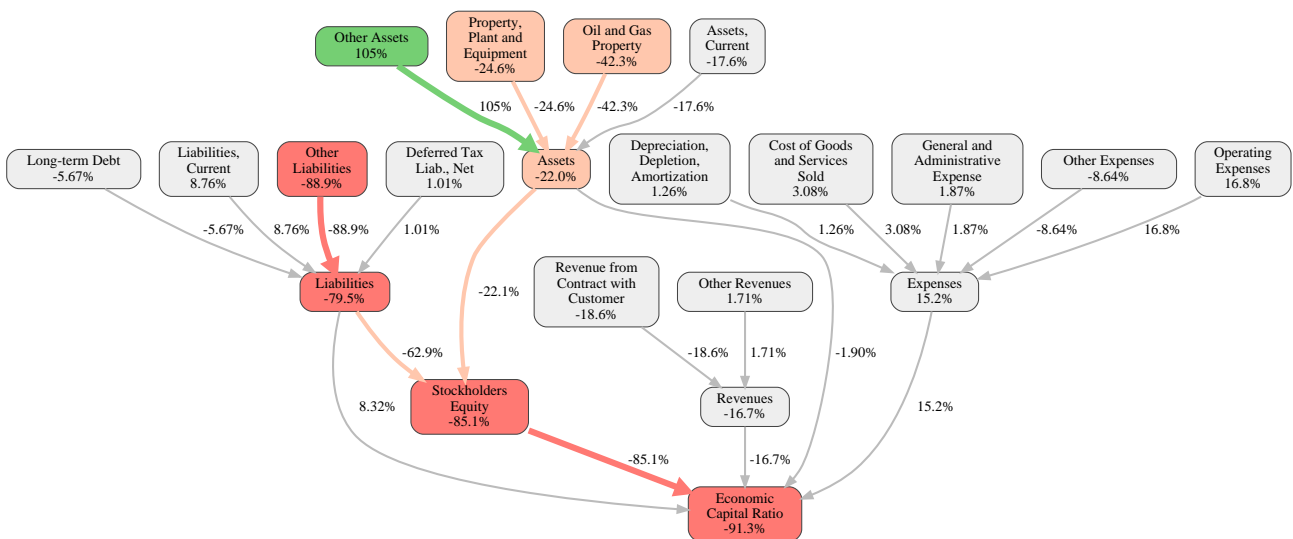 Other Assets
105%
Property,
Plant and
Equipment
-24.6%
Oil and Gas
Property
-42.3%
Assets,
Current
-17.6%
105%
-24.6%
-42.3%
-17.6%
Long-term Debt
-5.67%
Liabilities,
Current
8.76%
Other
Liabilities
-88.9%
Deferred Tax
Liab., Net
1.01%
Assets
-22.0%
Depreciation,
Depletion,
Amortization
1.26%
Cost of Goods
and Services
Sold
3.08%
General and
Administrative
Expense
1.87%
Other Expenses
-8.64%
Operating
Expenses
16.8%
-5.67%
8.76%
-88.9%
1.01%
1.26%
3.08%
1.87%
-8.64%
16.8%
Liabilities
-79.5%
-22.1%
Revenue from
Contract with
Customer
-18.6%
Other Revenues
1.71%
Expenses
15.2%
-62.9%
-18.6%
1.71%
-1.90%
8.32%
Stockholders
Equity
-85.1%
Revenues
-16.7%
15.2%
-85.1%
-16.7%
Economic
Capital Ratio
-91.3%